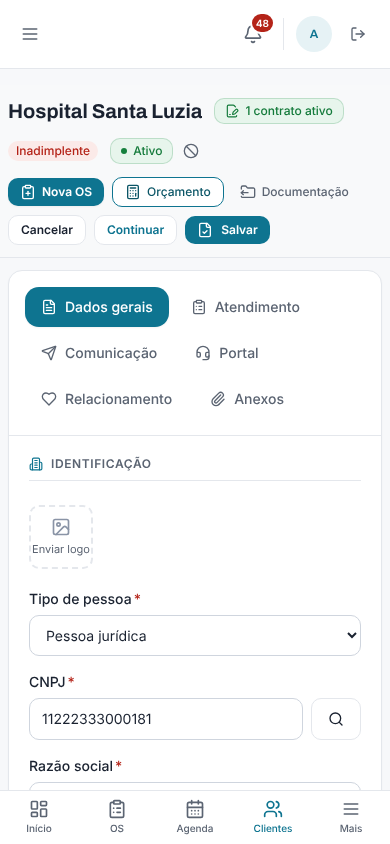 48
A
Hospital Santa Luzia
1 contrato ativo
Inadimplente
Ativo
Nova OS
Orçamento
Documentação
Cancelar
Continuar
Salvar
Dados gerais
Atendimento
Comunicação
Portal
Relacionamento
Anexos
IDENTIFICAÇÃO
Enviar logo
Tipo de pessoa *
Pessoa jurídica
CNPJ *
11222333000181
Razão social *
Início
OS
Agenda
Clientes
Mais